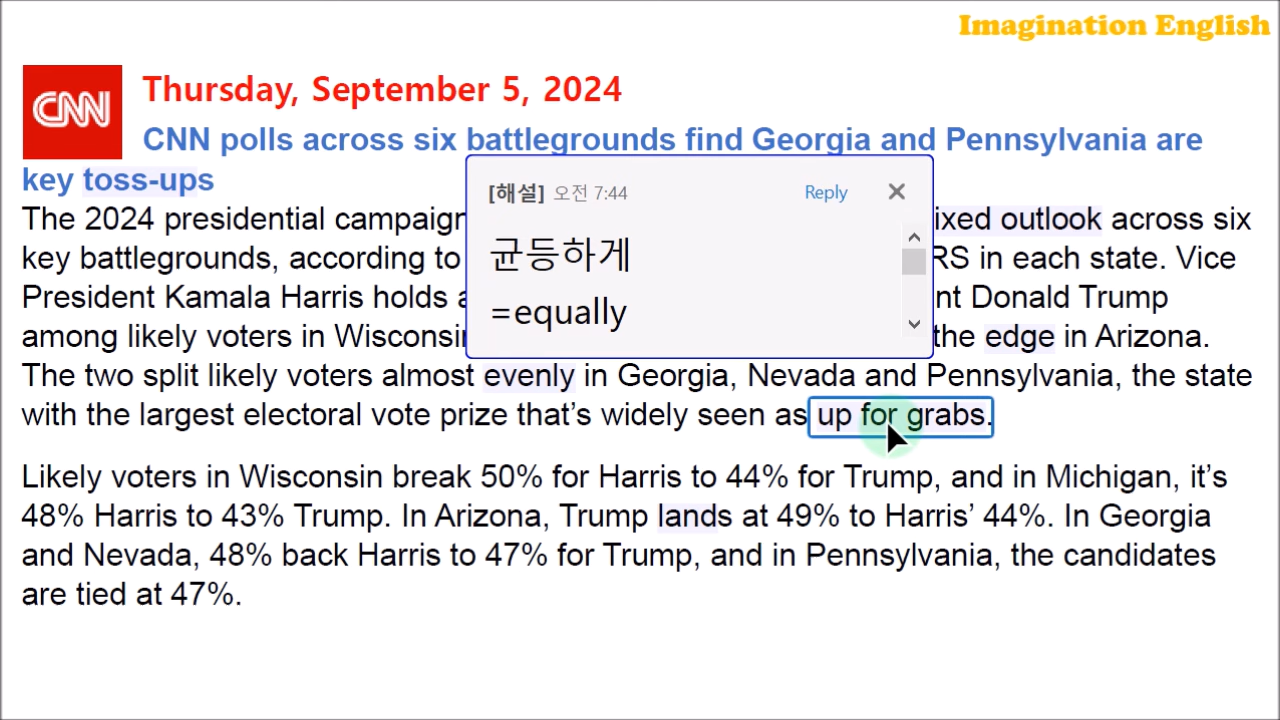 Imagination English
CNN
Thursday, September 5, 2024
CNN polls across six battlegrounds find Georgia and Pennsylvania are
key toss-ups
[해설] 오전 7:44 Reply
균등하게
=equally
The 2024 presidential campaign outlook across six
key battlegrounds, according to in each state. Vice
President Kamala Harris holds Donald Trump
among likely voters in Wisconsin the edge in Arizona.
The two split likely voters almost evenly in Georgia, Nevada and Pennsylvania, the state
with the largest electoral vote prize that's widely seen as up for grabs.
Likely voters in Wisconsin break 50% for Harris to 44% for Trump, and in Michigan, it's
48% Harris to 43% Trump. In Arizona, Trump lands at 49% to Harris' 44%. In Georgia
and Nevada, 48% back Harris to 47% for Trump, and in Pennsylvania, the candidates
are tied at 47%.